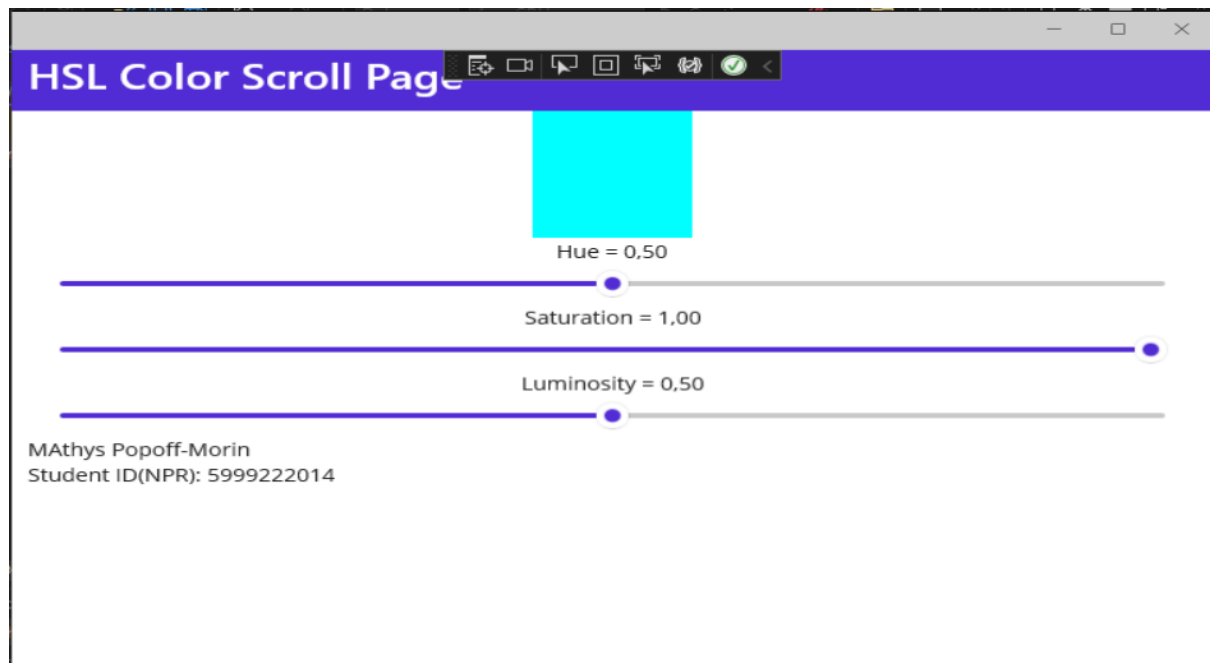 HSL Color Scroll Page
Hue = 0,50
Saturation = 1,00
Luminosity = 0,50
MAthys Popoff-Morin
Student ID(NPR): 5999222014